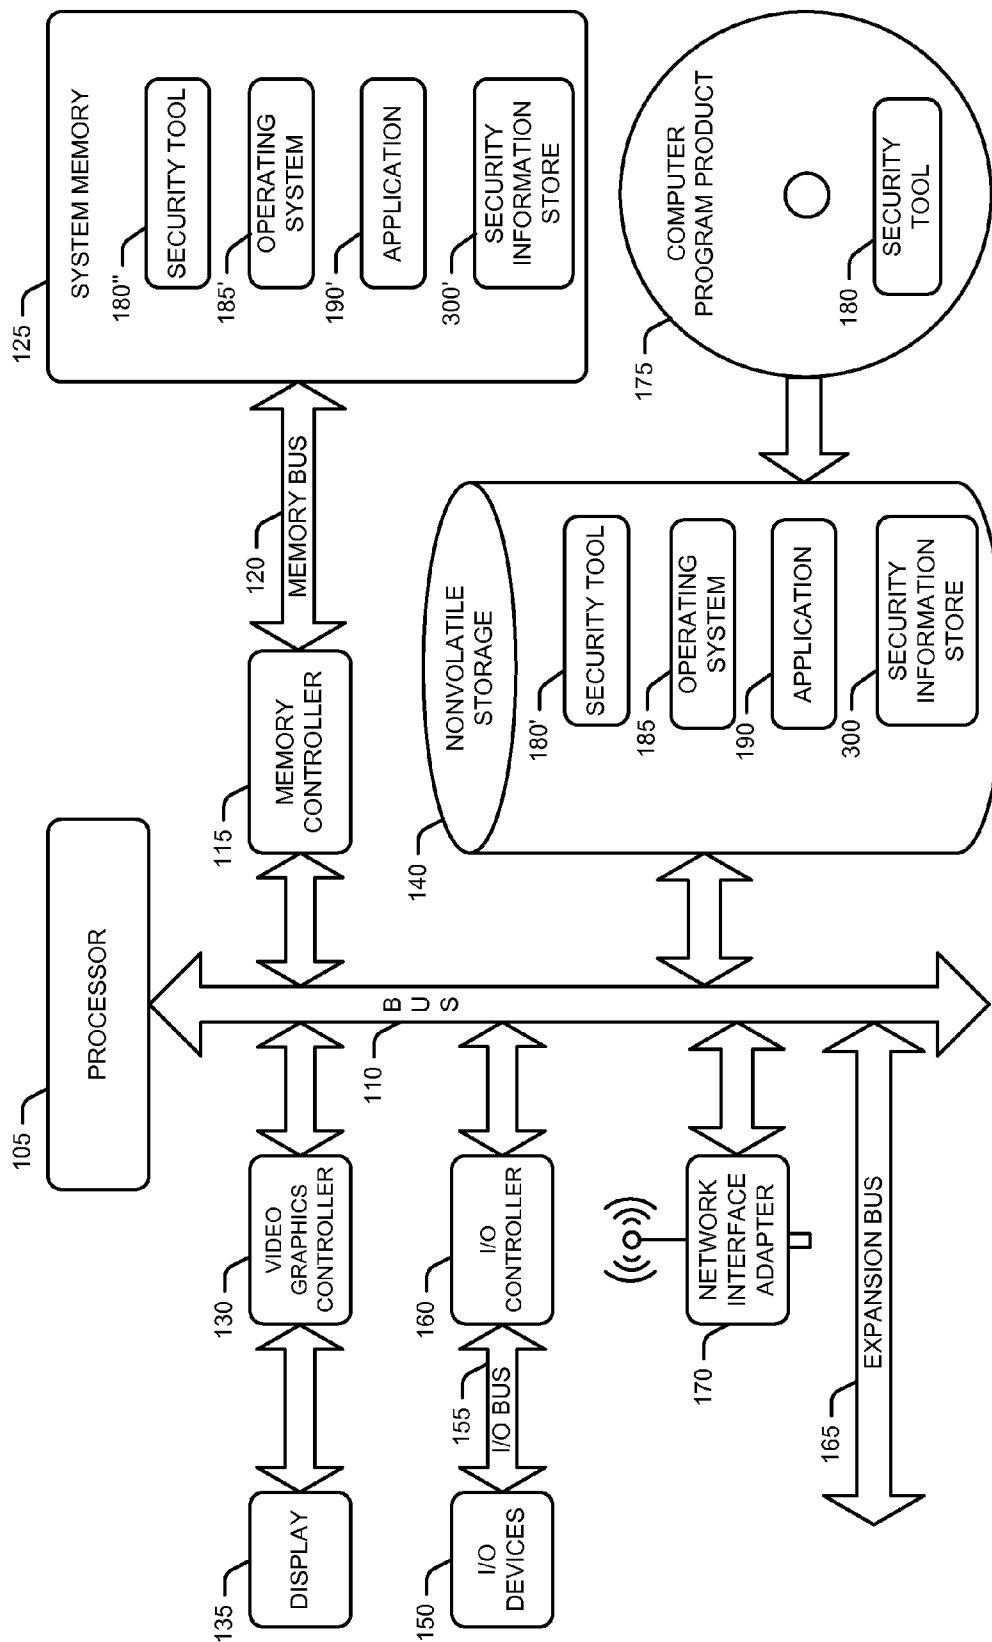 105
PROCESSOR
125
SYSTEM MEMORY
180"
SECURITY TOOL
185'
OPERATING
SYSTEM
190'
APPLICATION
300'
SECURITY
INFORMATION
STORE
135
DISPLAY
130
VIDEO
GRAPHICS
CONTROLLER
115
MEMORY
CONTROLLER
120
MEMORY BUS
110
BUS
150
I/O
DEVICES
155
I/O BUS
160
I/O
CONTROLLER
170
NETWORK
INTERFACE
ADAPTER
165
EXPANSION BUS
140
NONVOLATILE
STORAGE
180'
SECURITY TOOL
185
OPERATING
SYSTEM
190
APPLICATION
300
SECURITY
INFORMATION
STORE
175
COMPUTER
PROGRAM PRODUCT
180
SECURITY
TOOL